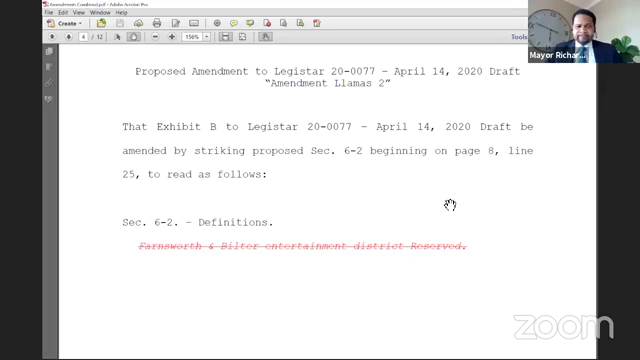 Amendments Combined.pdf - Adobe Acrobat Pro
File Edit View Window Help
Create
4 / 12 156% Tools
Mayor Richar...
Proposed Amendment to Legistar 20-0077 – April 14, 2020 Draft
"Amendment Llamas 2"
That Exhibit B to Legistar 20-0077 – April 14, 2020 Draft be
amended by striking proposed Sec. 6-2 beginning on page 8, line
25, to read as follows:
Sec. 6-2. – Definitions.
Farnsworth & Bilter entertainment district Reserved.
zoom